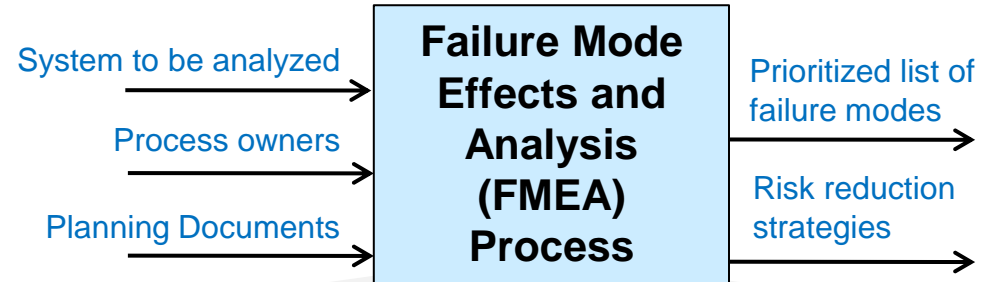 System to be analyzed
Process owners
Planning Documents
Failure Mode
Effects and
Analysis
(FMEA)
Process
Prioritized list of
failure modes
Risk reduction
strategies